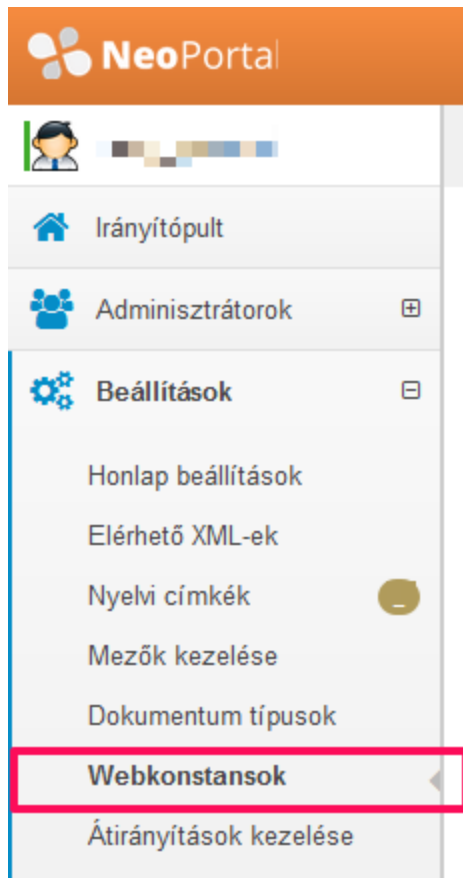 NeoPortal
Irányítópult
Adminisztrátorok
Beállítások
Honlap beállítások
Elérhető XML-ek
Nyelvi címkék
Mezők kezelése
Dokumentum típusok
Webkonstansok
Átirányítások kezelése